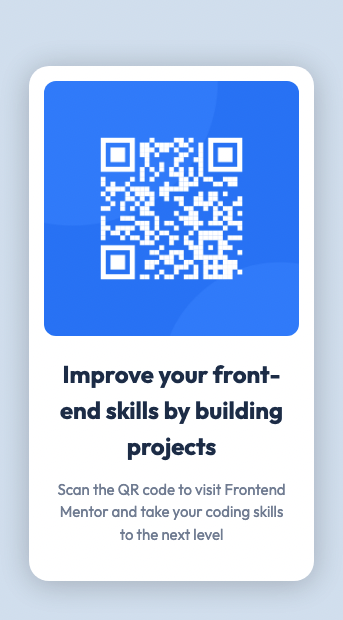 Improve your front-
end skills by building
projects
Scan the QR code to visit Frontend
Mentor and take your coding skills
to the next level